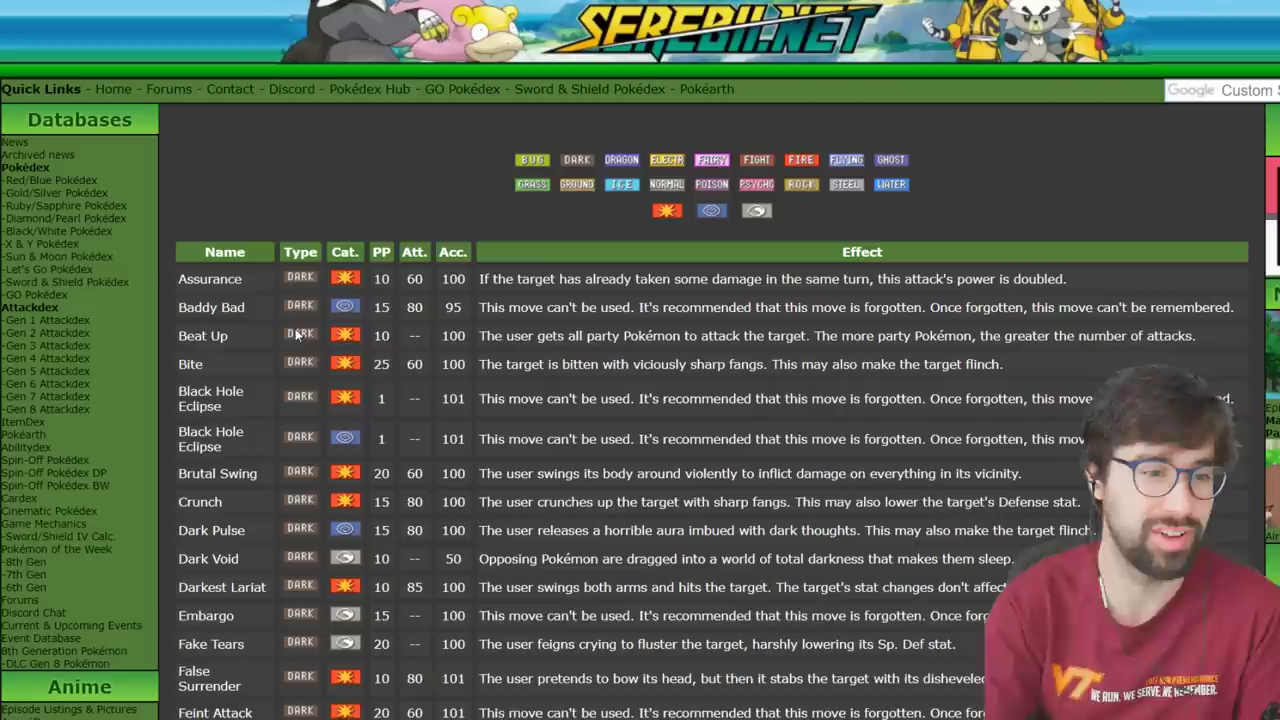 SEREBII.NET
Quick Links - Home - Forums - Contact - Discord - Pokédex Hub - GO Pokédex - Sword & Shield Pokédex - Pokéarth
Google Custom S
Databases
News
Archived news
Pokédex
-Red/Blue Pokédex
-Gold/Silver Pokédex
-Ruby/Sapphire Pokédex
-Diamond/Pearl Pokédex
-Black/White Pokédex
-X & Y Pokédex
-Sun & Moon Pokédex
-Let's Go Pokédex
-Sword & Shield Pokédex
-GO Pokédex
Attackdex
-Gen 1 Attackdex
-Gen 2 Attackdex
-Gen 3 Attackdex
-Gen 4 Attackdex
-Gen 5 Attackdex
-Gen 6 Attackdex
-Gen 7 Attackdex
-Gen 8 Attackdex
ItemDex
Pokéarth
Abilitydex
Spin-Off Pokédex
Spin-Off Pokédex DP
Spin-Off Pokédex BW
Cardex
Cinematic Pokédex
Game Mechanics
-Sword/Shield IV Calc.
Pokémon of the Week
-8th Gen
-7th Gen
-6th Gen
Forums
Discord Chat
Current & Upcoming Events
Event Database
8th Generation Pokémon
-DLC Gen 8 Pokémon
Anime
Episode Listings & Pictures
BUG DARK DRAGON ELECTR FAIRY FIGHT FIRE FLYING GHOST
GRASS GROUND ICE NORMAL POISON PSYCHC ROCK STEEL WATER
Name Type Cat. PP Att. Acc. Effect
Assurance DARK 10 60 100 If the target has already taken some damage in the same turn, this attack's power is doubled.
Baddy Bad DARK 15 80 95 This move can't be used. It's recommended that this move is forgotten. Once forgotten, this move can't be remembered.
Beat Up DARK 10 -- 100 The user gets all party Pokémon to attack the target. The more party Pokémon, the greater the number of attacks.
Bite DARK 25 60 100 The target is bitten with viciously sharp fangs. This may also make the target flinch.
Black Hole
Eclipse DARK 1 -- 101 This move can't be used. It's recommended that this move is forgotten. Once forgotten, this move d.
Black Hole
Eclipse DARK 1 -- 101 This move can't be used. It's recommended that this move is forgotten. Once forgotten, this mo
Brutal Swing DARK 20 60 100 The user swings its body around violently to inflict damage on everything in its vicinity.
Crunch DARK 15 80 100 The user crunches up the target with sharp fangs. This may also lower the target's Defense stat.
Dark Pulse DARK 15 80 100 The user releases a horrible aura imbued with dark thoughts. This may also make the target flinch
Dark Void DARK 10 -- 50 Opposing Pokémon are dragged into a world of total darkness that makes them sleep.
Darkest Lariat DARK 10 85 100 The user swings both arms and hits the target. The target's stat changes don't affec
Embargo DARK 15 -- 100 This move can't be used. It's recommended that this move is forgotten. Once forg
Fake Tears DARK 20 -- 100 The user feigns crying to fluster the target, harshly lowering its Sp. Def stat.
False
Surrender DARK 10 80 101 The user pretends to bow its head, but then it stabs the target with its dishevele
Feint Attack DARK 20 60 101 This move can't be used. It's recommended that this move is forgotten. Once for
VT
WE RUN. WE SERVE. WE REMEMBER.